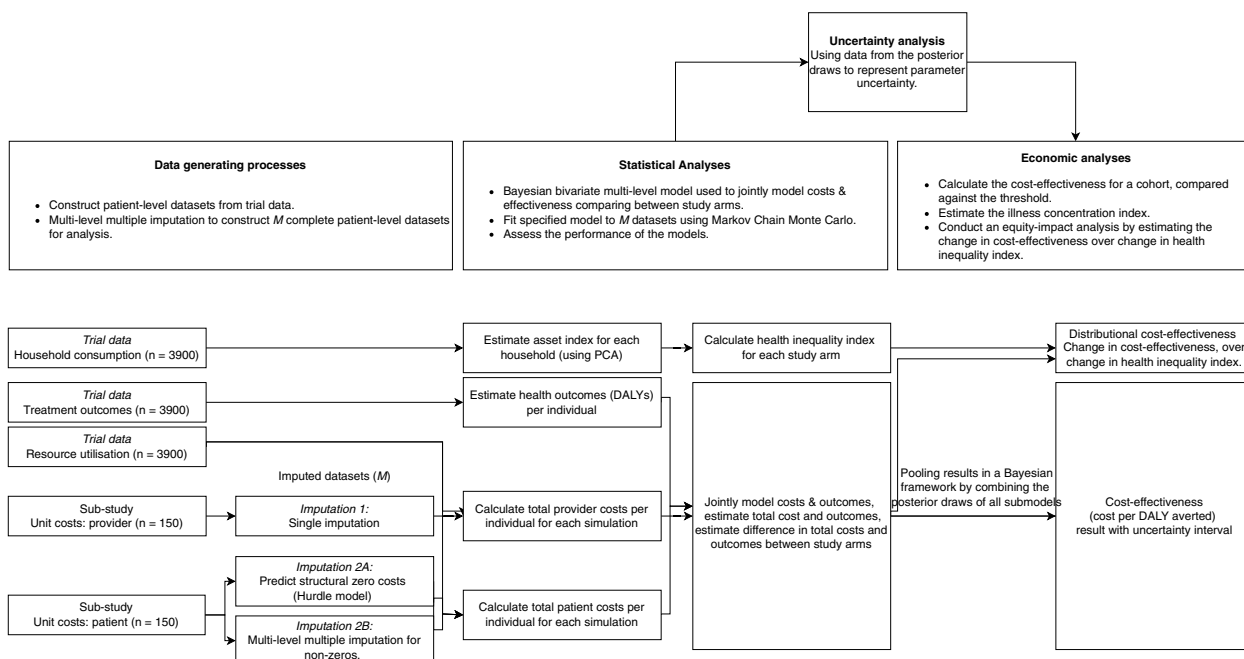 Uncertainty analysis
Using data from the posterior
draws to represent parameter
uncertainty.
Data generating processes
• Construct patient-level datasets from trial data.
• Multi-level multiple imputation to construct M complete patient-level datasets
for analysis.
Statistical Analyses
• Bayesian bivariate multi-level model used to jointly model costs &
effectiveness comparing between study arms.
• Fit specified model to M datasets using Markov Chain Monte Carlo.
• Assess the performance of the models.
Economic analyses
• Calculate the cost-effectiveness for a cohort, compared
against the threshold.
• Estimate the illness concentration index.
• Conduct an equity-impact analysis by estimating the
change in cost-effectiveness over change in health
inequality index.
Trial data
Household consumption (n = 3900)
Estimate asset index for each
household (using PCA)
Calculate health inequality index
for each study arm
Distributional cost-effectiveness
Change in cost-effectiveness, over
change in health inequality index.
Trial data
Treatment outcomes (n = 3900)
Estimate health outcomes (DALYs)
per individual
Trial data
Resource utilisation (n = 3900)
Imputed datasets (M)
Sub-study
Unit costs: provider (n = 150)
Imputation 1:
Single imputation
Calculate total provider costs per
individual for each simulation
Jointly model costs & outcomes,
estimate total cost and outcomes,
estimate difference in total costs and
outcomes between study arms
Pooling results in a Bayesian
framework by combining the
posterior draws of all submodels
Cost-effectiveness
(cost per DALY averted)
result with uncertainty interval
Sub-study
Unit costs: patient (n = 150)
Imputation 2A:
Predict structural zero costs
(Hurdle model)
Imputation 2B:
Multi-level multiple imputation for
non-zeros.
Calculate total patient costs per
individual for each simulation